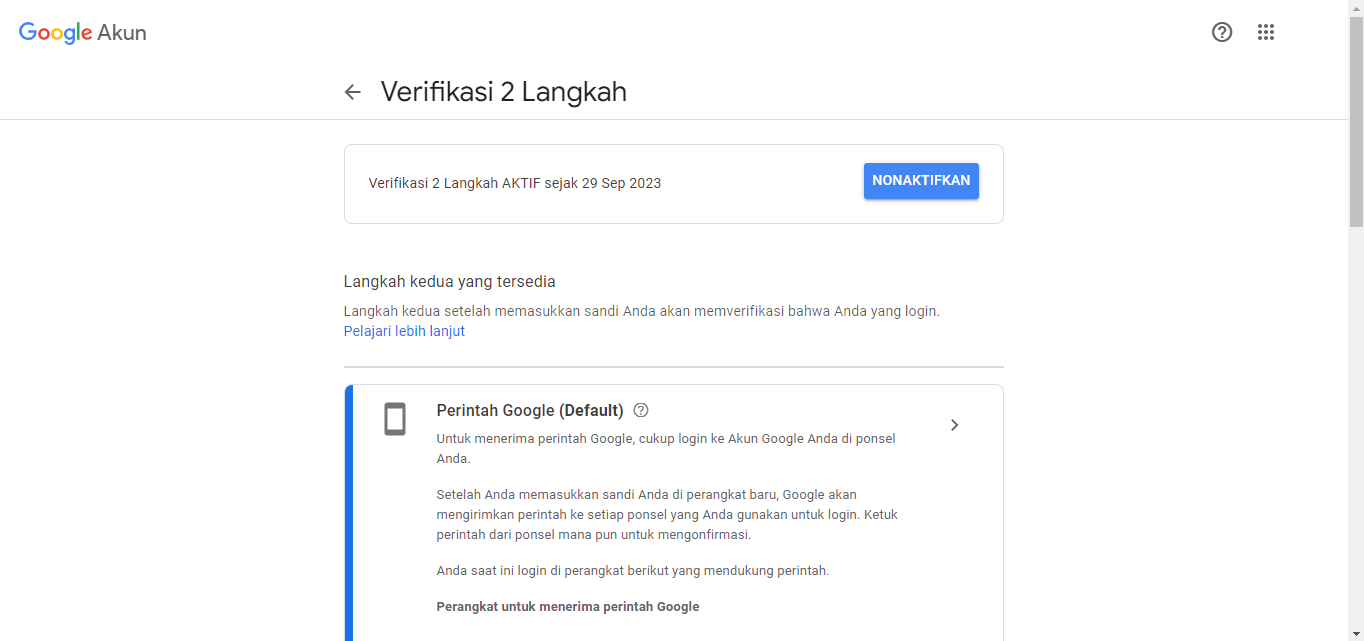 Google Akun
Verifikasi 2 Langkah
Verifikasi 2 Langkah AKTIF sejak 29 Sep 2023
NONAKTIFKAN
Langkah kedua yang tersedia
Langkah kedua setelah memasukkan sandi Anda akan memverifikasi bahwa Anda yang login.
Pelajari lebih lanjut
Perintah Google (Default)
Untuk menerima perintah Google, cukup login ke Akun Google Anda di ponsel
Anda.
Setelah Anda memasukkan sandi Anda di perangkat baru, Google akan
mengirimkan perintah ke setiap ponsel yang Anda gunakan untuk login. Ketuk
perintah dari ponsel mana pun untuk mengonfirmasi.
Anda saat ini login di perangkat berikut yang mendukung perintah.
Perangkat untuk menerima perintah Google